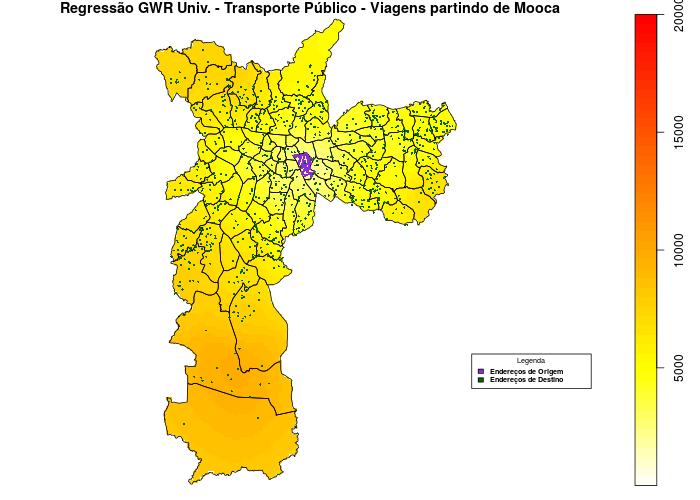 Regressão GWR Univ. - Transporte Público - Viagens partindo de Mooca
20000
15000
10000
5000
Legenda
Endereços de Origem
Endereços de Destino